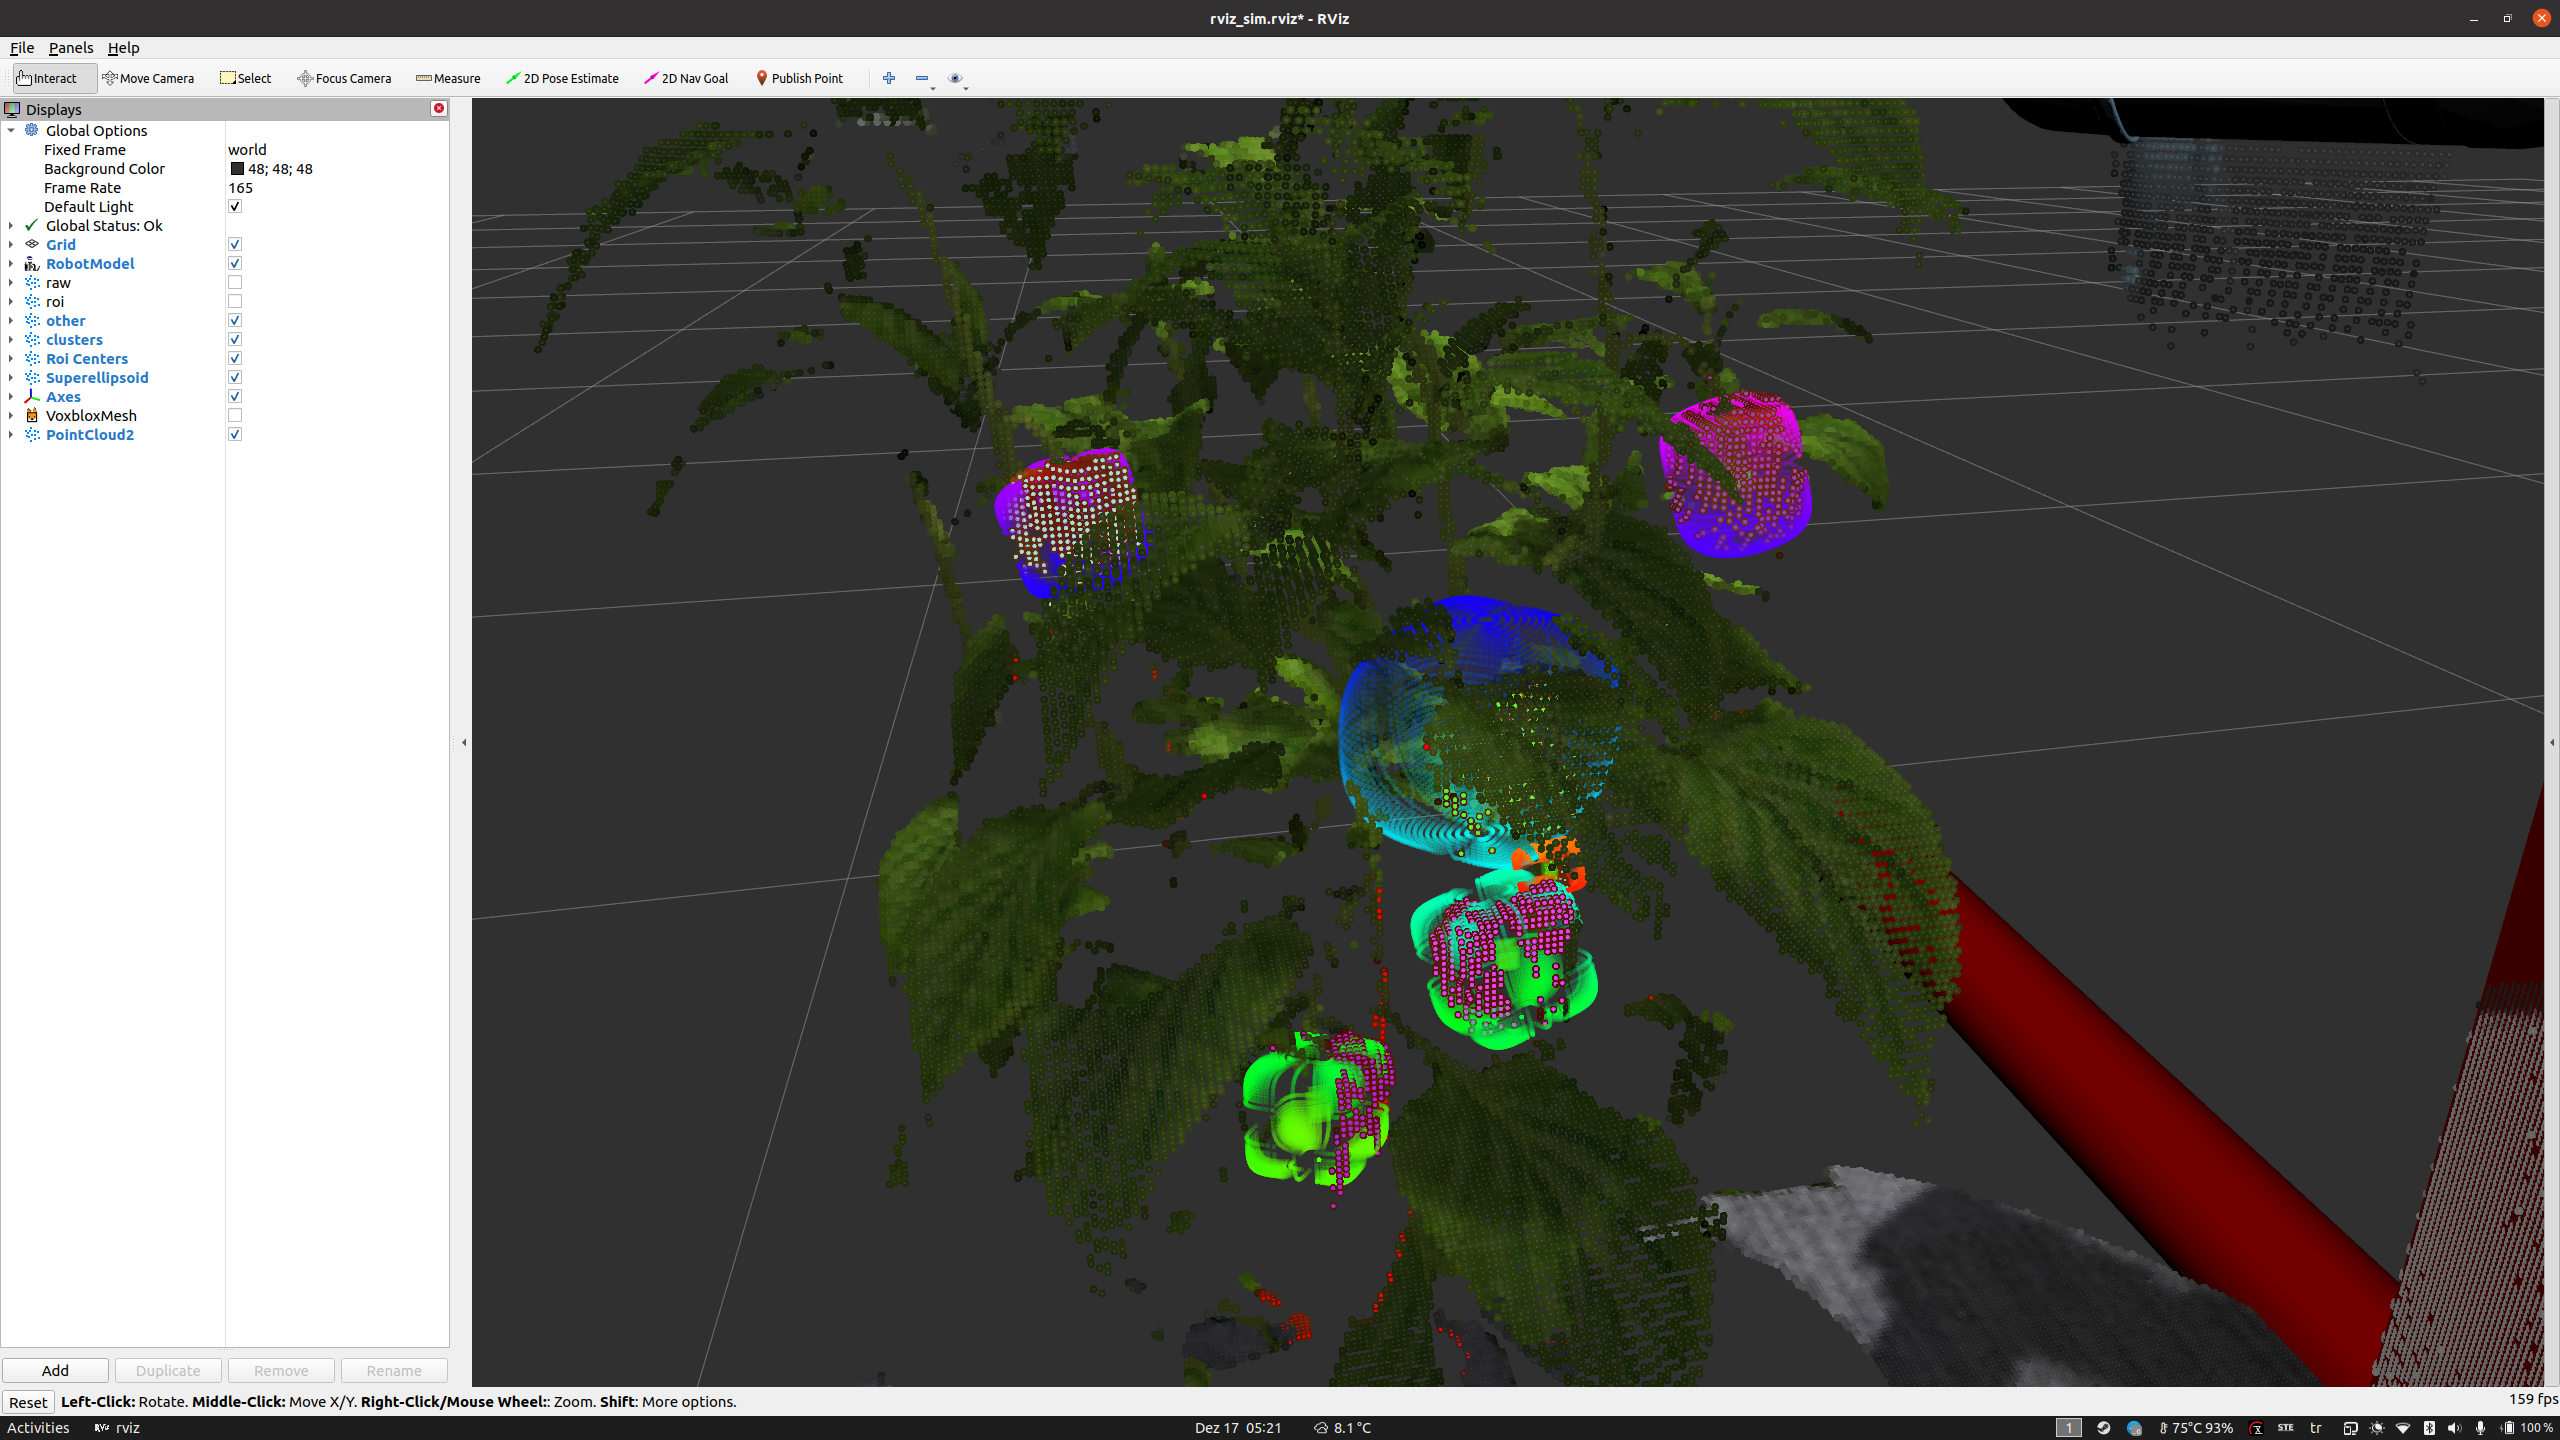 rviz_sim.rviz* - RViz
File Panels Help
Interact Move Camera Select Focus Camera Measure 2D Pose Estimate 2D Nav Goal Publish Point
Displays
Global Options
Fixed Frame world
Background Color 48; 48; 48
Frame Rate 165
Default Light
Global Status: Ok
Grid
RobotModel
raw
roi
other
clusters
Roi Centers
Superellipsoid
Axes
VoxbloxMesh
PointCloud2
Add Duplicate Remove Rename
Reset Left-Click: Rotate. Middle-Click: Move X/Y. Right-Click/Mouse Wheel:: Zoom. Shift: More options. 159 fps
Activities rviz Dez 17 05:21 8.1°C 1 75°C 93% STE tr 100%